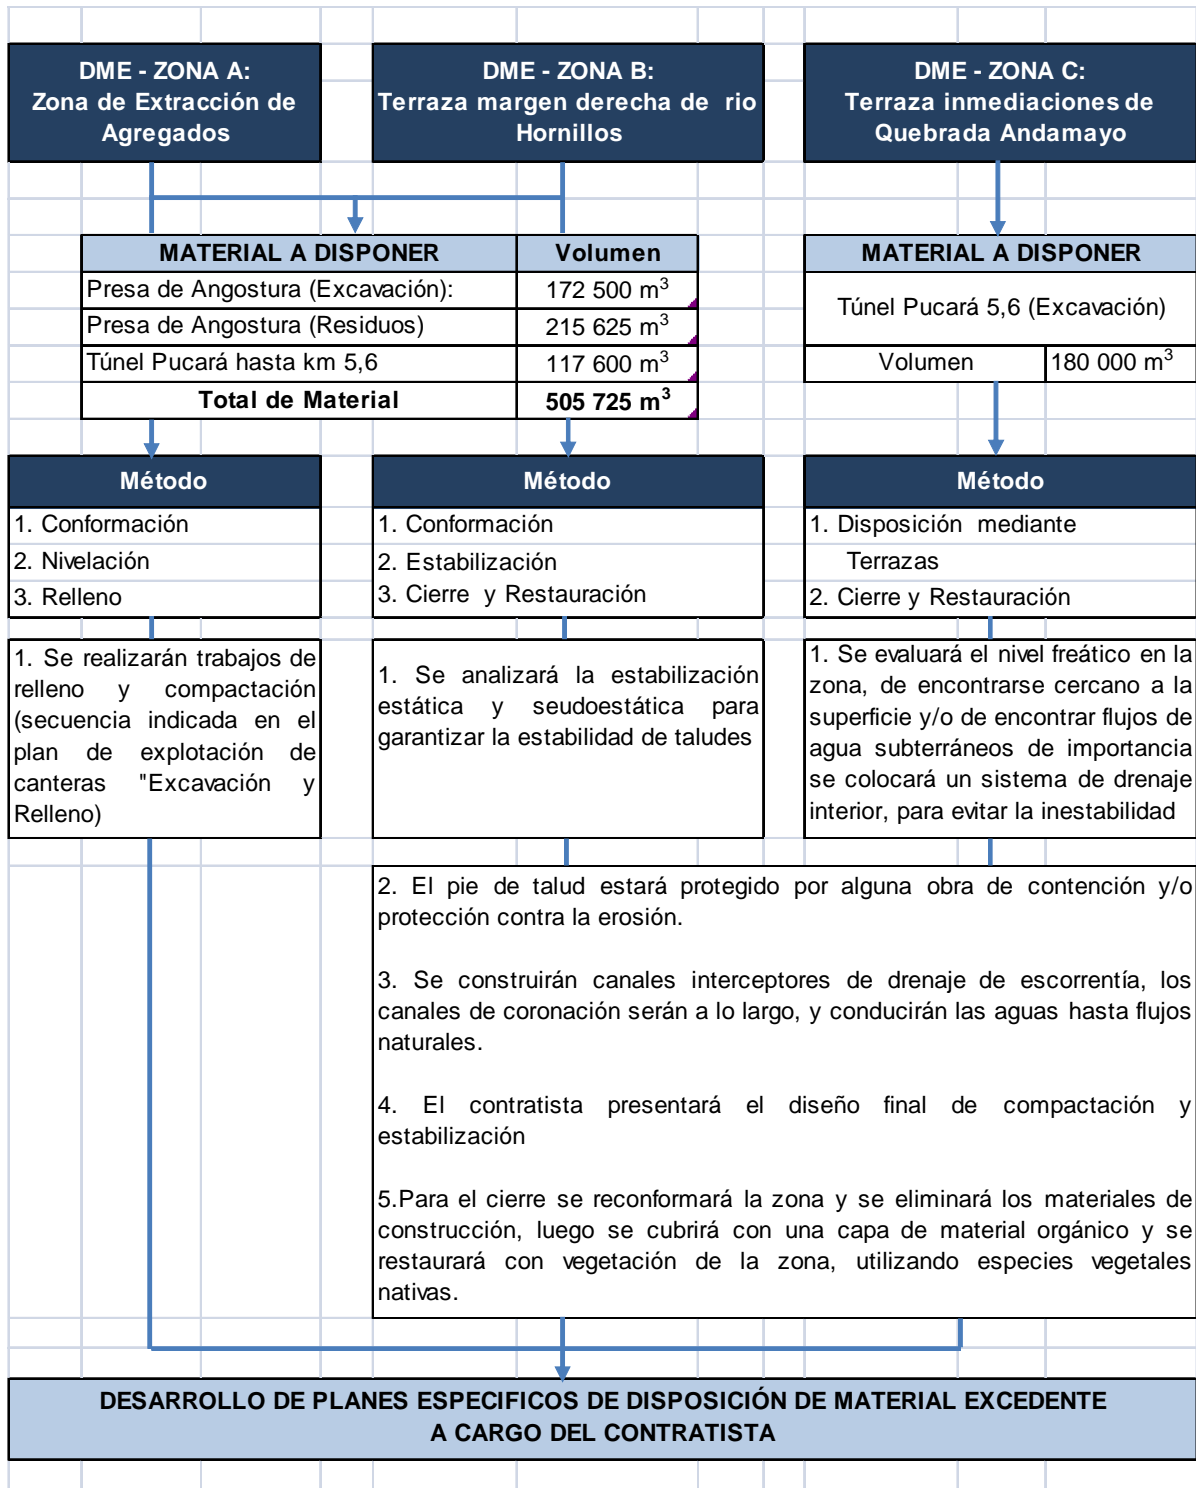 DME - ZONA A:
Zona de Extracción de
Agregados
DME - ZONA B:
Terraza margen derecha de rio
Hornillos
DME - ZONA C:
Terraza inmediaciones de
Quebrada Andamayo
MATERIAL A DISPONER Volumen
Presa de Angostura (Excavación): 172 500 m³
Presa de Angostura (Residuos) 215 625 m³
Túnel Pucará hasta km 5,6 117 600 m³
Total de Material 505 725 m³
MATERIAL A DISPONER
Túnel Pucará 5,6 (Excavación)
Volumen 180 000 m³
Método
1. Conformación
2. Nivelación
3. Relleno
Método
1. Conformación
2. Estabilización
3. Cierre y Restauración
Método
1. Disposición mediante
Terrazas
2. Cierre y Restauración
1. Se realizarán trabajos de
relleno y compactación
(secuencia indicada en el
plan de explotación de
canteras "Excavación y
Relleno)
1. Se analizará la estabilización
estática y seudoestática para
garantizar la estabilidad de taludes
1. Se evaluará el nivel freático en la
zona, de encontrarse cercano a la
superficie y/o de encontrar flujos de
agua subterráneos de importancia
se colocará un sistema de drenaje
interior, para evitar la inestabilidad
2. El pie de talud estará protegido por alguna obra de contención y/o
protección contra la erosión.
3. Se construirán canales interceptores de drenaje de escorrentía, los
canales de coronación serán a lo largo, y conducirán las aguas hasta flujos
naturales.
4. El contratista presentará el diseño final de compactación y
estabilización
5.Para el cierre se reconformará la zona y se eliminará los materiales de
construcción, luego se cubrirá con una capa de material orgánico y se
restaurará con vegetación de la zona, utilizando especies vegetales
nativas.
DESARROLLO DE PLANES ESPECIFICOS DE DISPOSICIÓN DE MATERIAL EXCEDENTE
A CARGO DEL CONTRATISTA